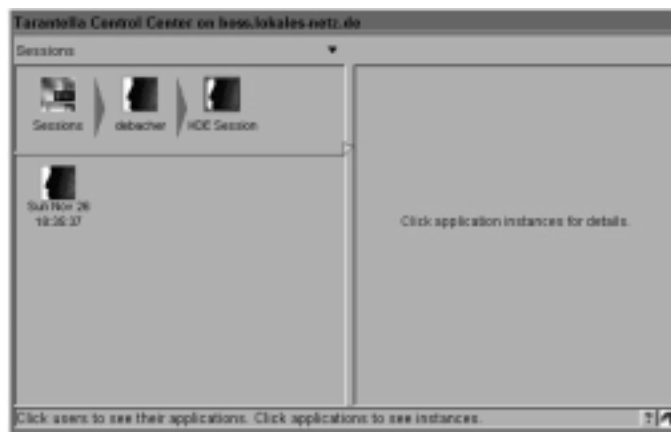 Tarantella Control Center on boss.lokales-netz.de
Sessions
Sessions debacher KDE Session
Sun Nov 26
18:35:37
Click application instances for details.
Click users to see their applications. Click applications to see instances.
?